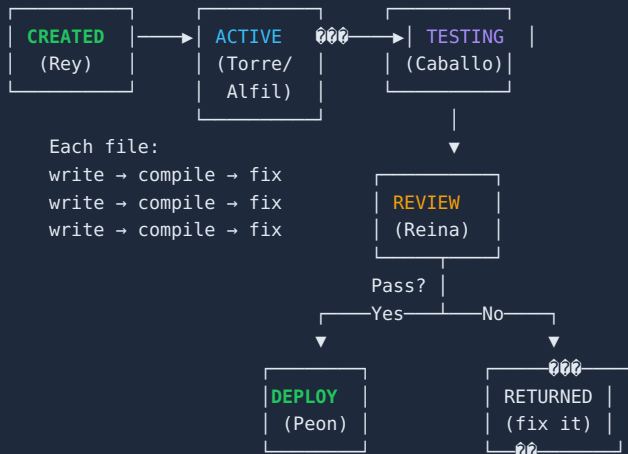 CREATED ACTIVE ��� TESTING
(Rey) (Torre/ (Caballo)
Alfil)
Each file:
write → compile → fix
write → compile → fix REVIEW
write → compile → fix (Reina)
Pass?
Yes No
���
DEPLOY RETURNED
(Peon) (fix it)
��